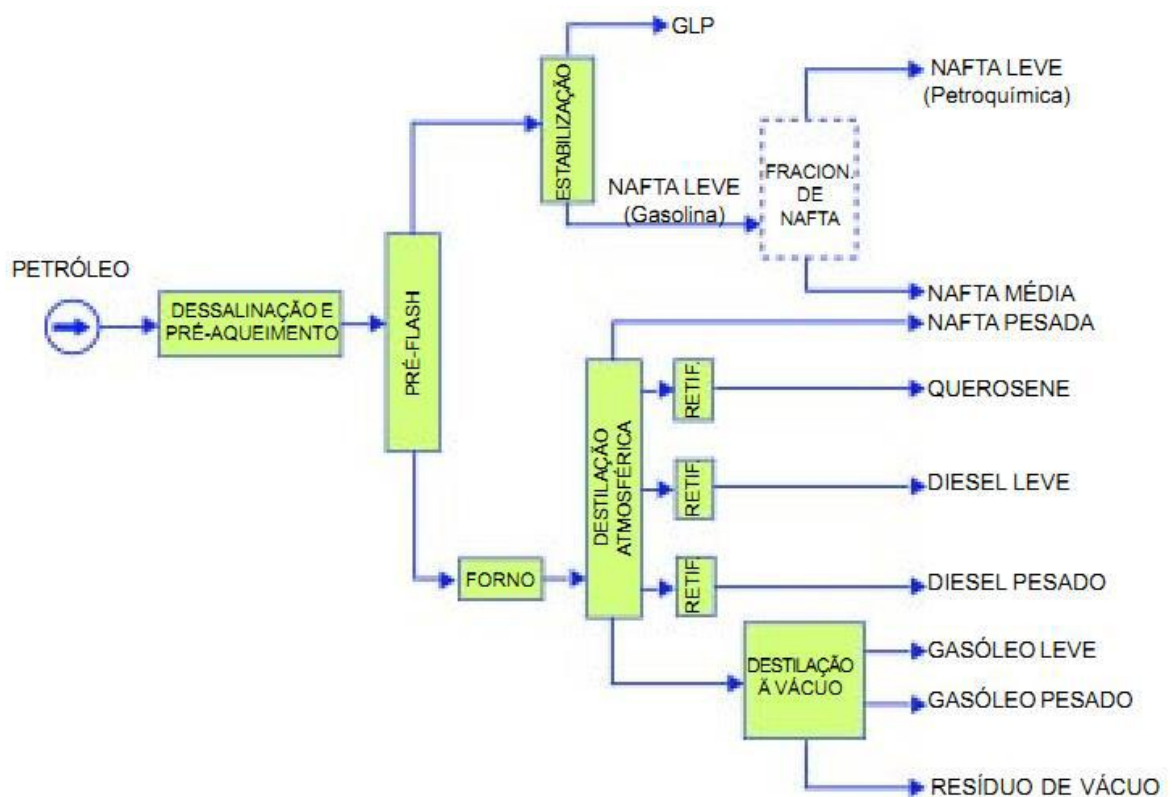 GLP
NAFTA LEVE
(Petroquímica)
ESTABILIZAÇÃO
FRACION.
DE
NAFTA
NAFTA LEVE
(Gasolina)
PETRÓLEO
DESSALINAÇÃO E
PRÉ-AQUEIMENTO
PRÉ-FLASH
NAFTA MÉDIA
NAFTA PESADA
DESTILAÇÃO
ATMOSFÉRICA
RETIF.
QUEROSENE
RETIF.
DIESEL LEVE
FORNO
RETIF.
DIESEL PESADO
DESTILAÇÃO
À VÁCUO
GASÓLEO LEVE
GASÓLEO PESADO
RESÍDUO DE VÁCUO